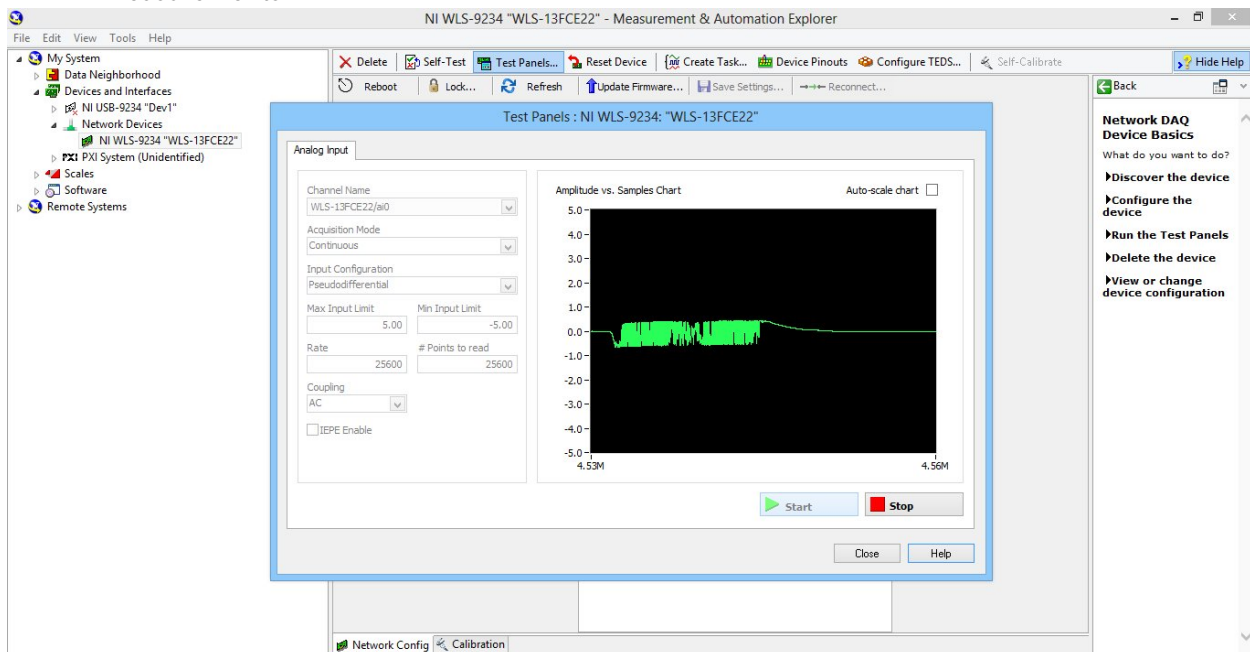 NI WLS-9234 "WLS-13FCE22" - Measurement & Automation Explorer
File Edit View Tools Help
My System
Data Neighborhood
Devices and Interfaces
NI USB-9234 "Dev1"
Network Devices
NI WLS-9234 "WLS-13FCE22"
PXI PXI System (Unidentified)
Scales
Software
Remote Systems
Delete Self-Test Test Panels... Reset Device Create Task... Device Pinouts Configure TEDS... Self-Calibrate Hide Help
Reboot Lock... Refresh Update Firmware... Save Settings... Reconnect...
Test Panels : NI WLS-9234: "WLS-13FCE22"
Analog Input
Channel Name
WLS-13FCE22/ai0
Acquisition Mode
Continuous
Input Configuration
Pseudodifferential
Max Input Limit Min Input Limit
5.00 -5.00
Rate # Points to read
25600 25600
Coupling
AC
IEPE Enable
Amplitude vs. Samples Chart Auto-scale chart
5.0
4.0
3.0
2.0
1.0
0.0
-1.0
-2.0
-3.0
-4.0
-5.0
4.53M 4.56M
Start Stop
Close Help
Network Config Calibration
Back
Network DAQ
Device Basics
What do you want to do?
Discover the device
Configure the
device
Run the Test Panels
Delete the device
View or change
device configuration